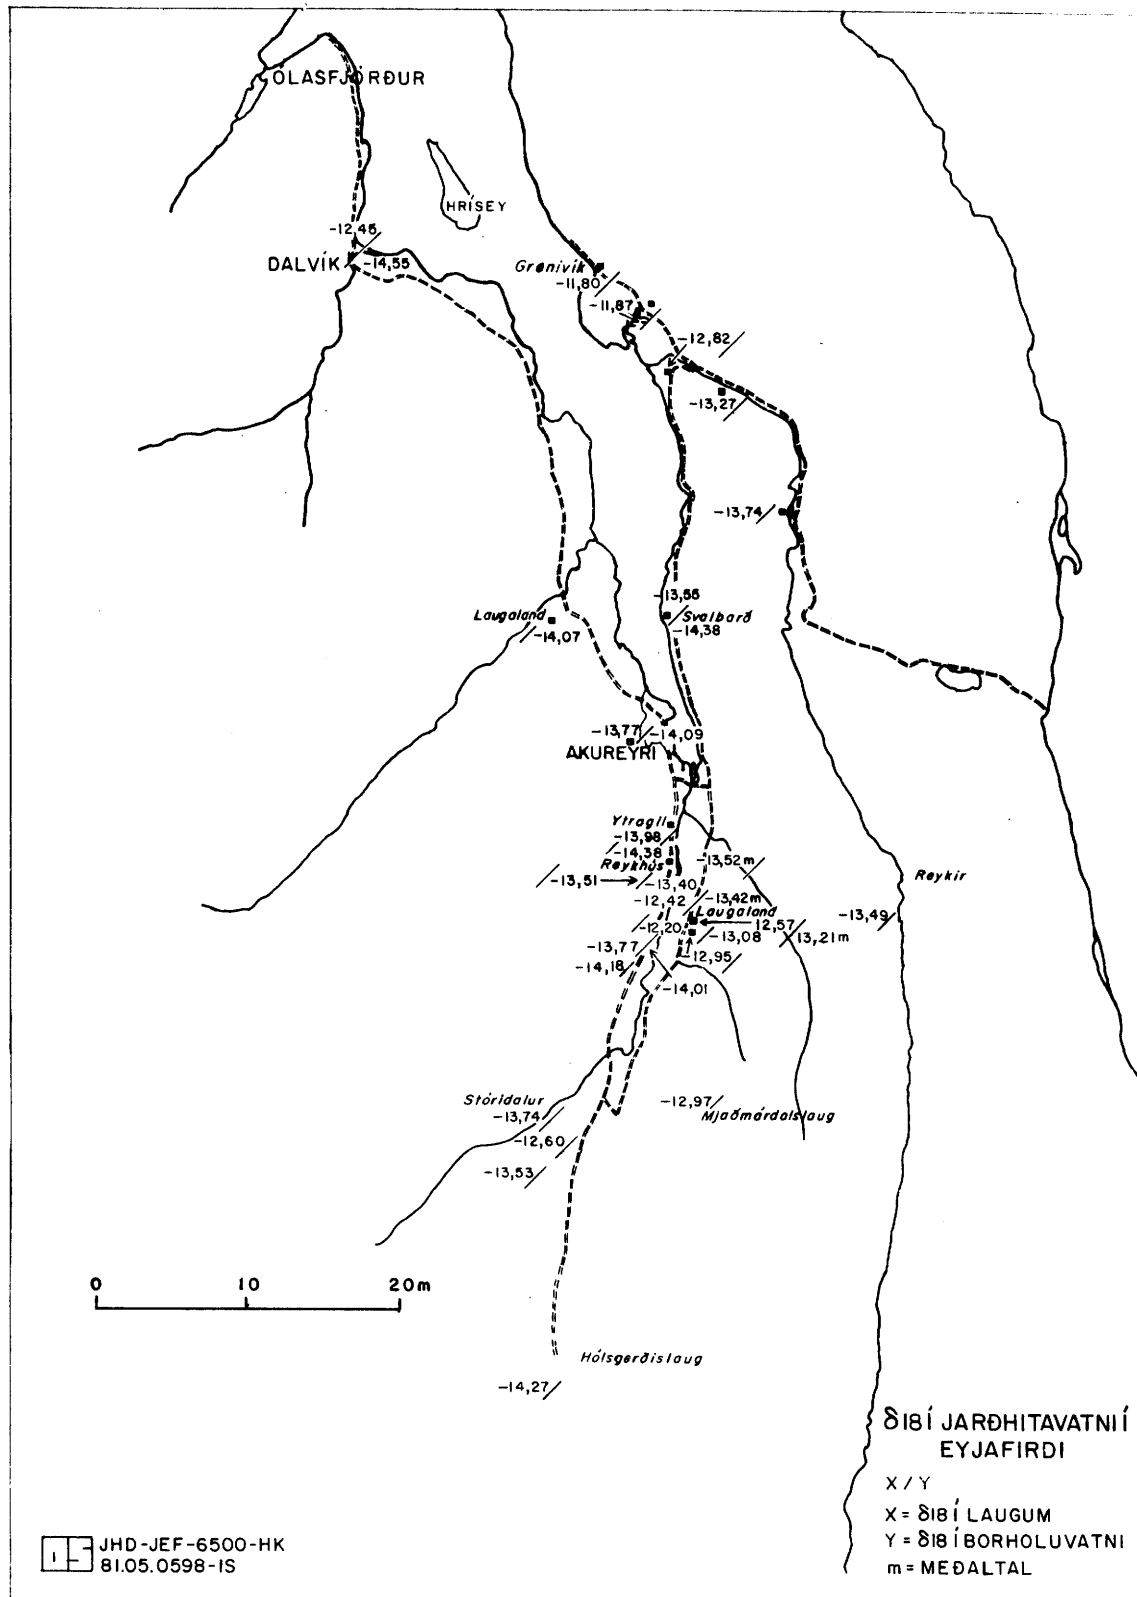 ÓLASFJÖRÐUR
HRÍSEY
-12,45
DALVÍK
-14,55
Grenivík
-11,80
-11,87
-12,82
-13,27
-13,74
-13,55
Svalbarð
-14,38
Laugaland
-14,07
-13,77
-14,09
AKUREYRI
Ytragil
-13,98
-14,38
Reykhús
-13,52m
-13,51
-13,40
Reykir
-12,42
-13,42m
Laugaland
-12,20
12,57
-13,49
-13,08
13,21m
-13,77
-12,95
-14,18
-14,01
Stóridalur
-13,74
-12,97
Mjaðmárdalslaug
-12,60
-13,53
0 10 20m
Hólsgerðislaug
-14,27
δ18 Í JARÐHITAVATNI Í
EYJAFIRDI
X / Y
X = δ18 Í LAUGUM
Y = δ18 Í BORHOLUVATNI
m = MEÐALTAL
JHD-JEF-6500-HK
81.05.0598-IS